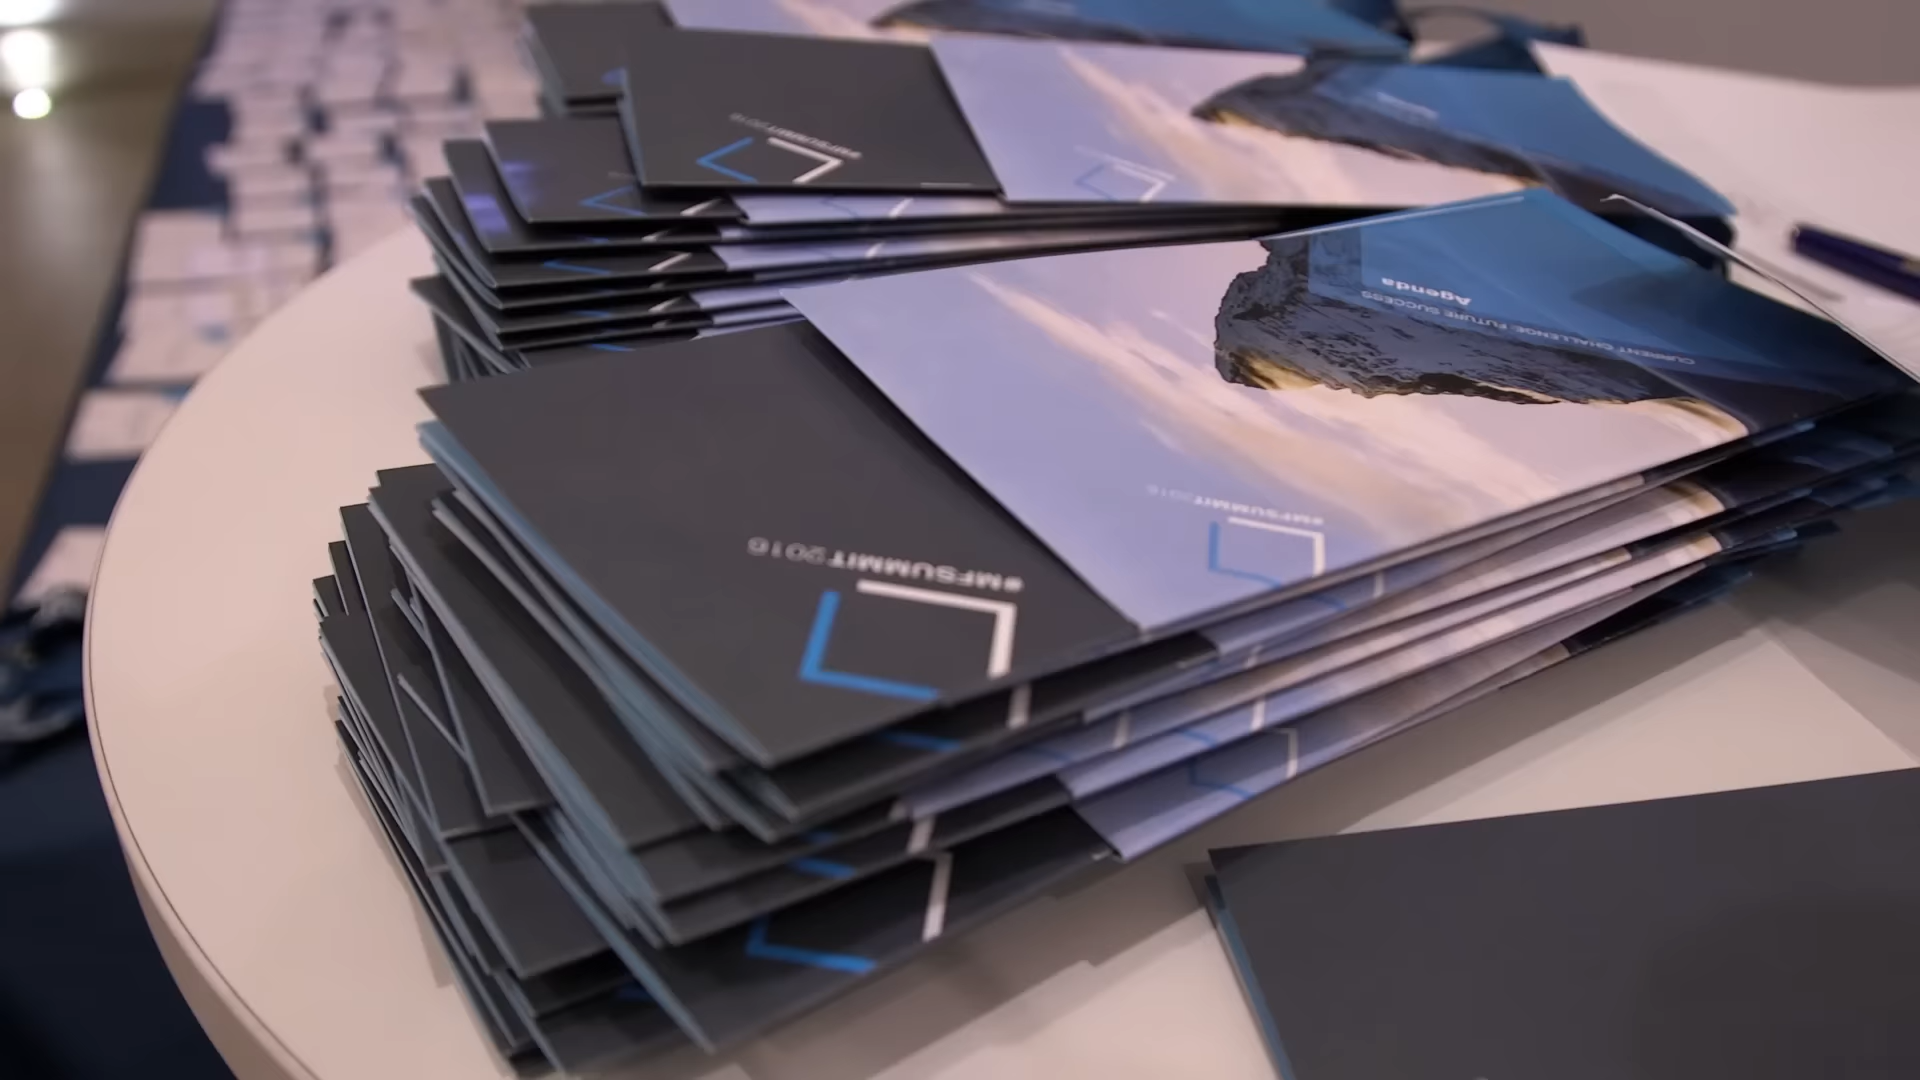 CURRENT CHALLENGE FUTURE SUCCESS
Agenda
#MFSUMMIT2016
#MFSUMMIT2016
#MFSUMMIT2016